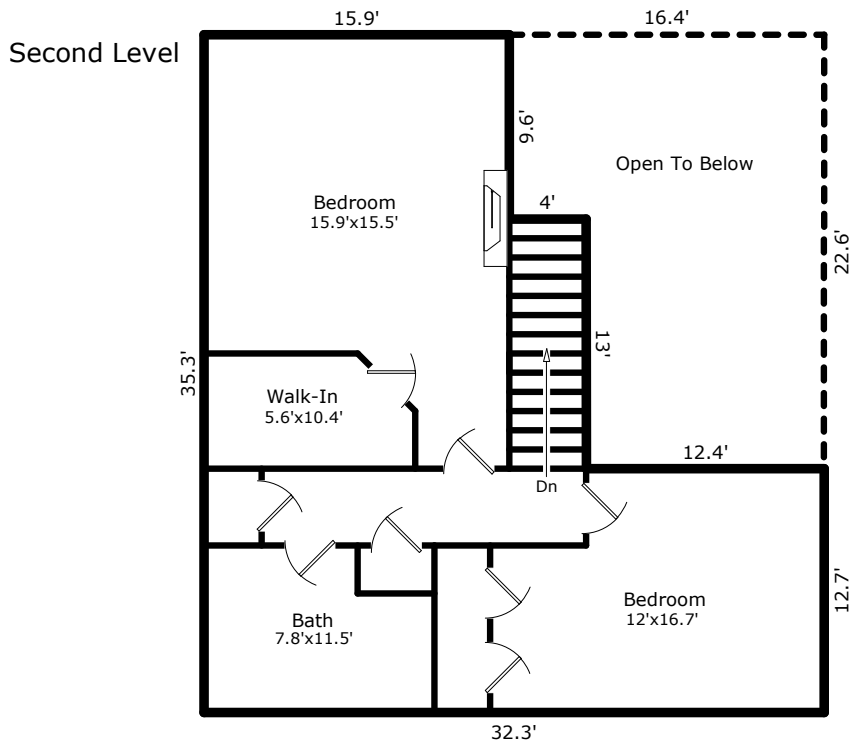 15.9'
16.4'
Second Level
9.6'
Open To Below
Bedroom
15.9'x15.5'
4'
22.6'
13'
35.3'
Walk-In
5.6'x10.4'
12.4'
Dn
Bedroom
12'x16.7'
12.7'
Bath
7.8'x11.5'
32.3'